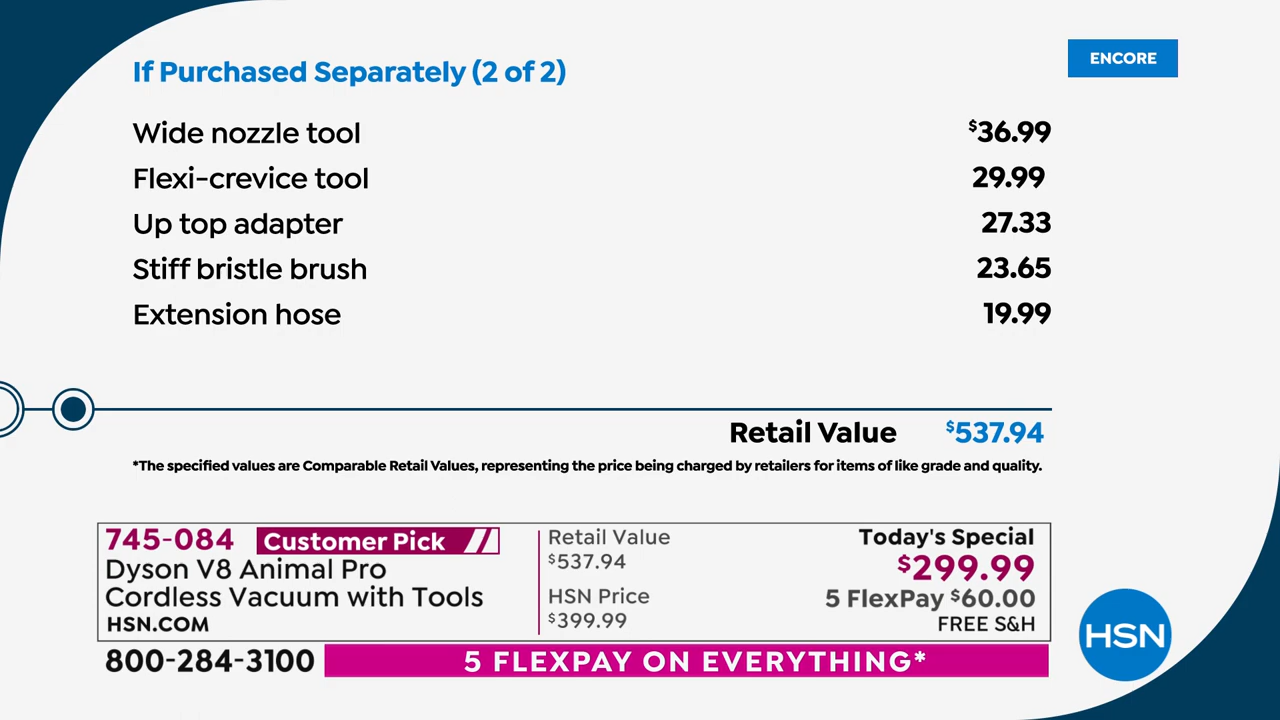 If Purchased Separately (2 of 2)
ENCORE
Wide nozzle tool $36.99
Flexi-crevice tool 29.99
Up top adapter 27.33
Stiff bristle brush 23.65
Extension hose 19.99
Retail Value $537.94
*The specified values are Comparable Retail Values, representing the price being charged by retailers for items of like grade and quality.
745-084 Customer Pick
Dyson V8 Animal Pro
Cordless Vacuum with Tools
HSN.COM
Retail Value
$537.94
HSN Price
$399.99
Today's Special
$299.99
5 FlexPay $60.00
FREE S&H
HSN
800-284-3100 5 FLEXPAY ON EVERYTHING*